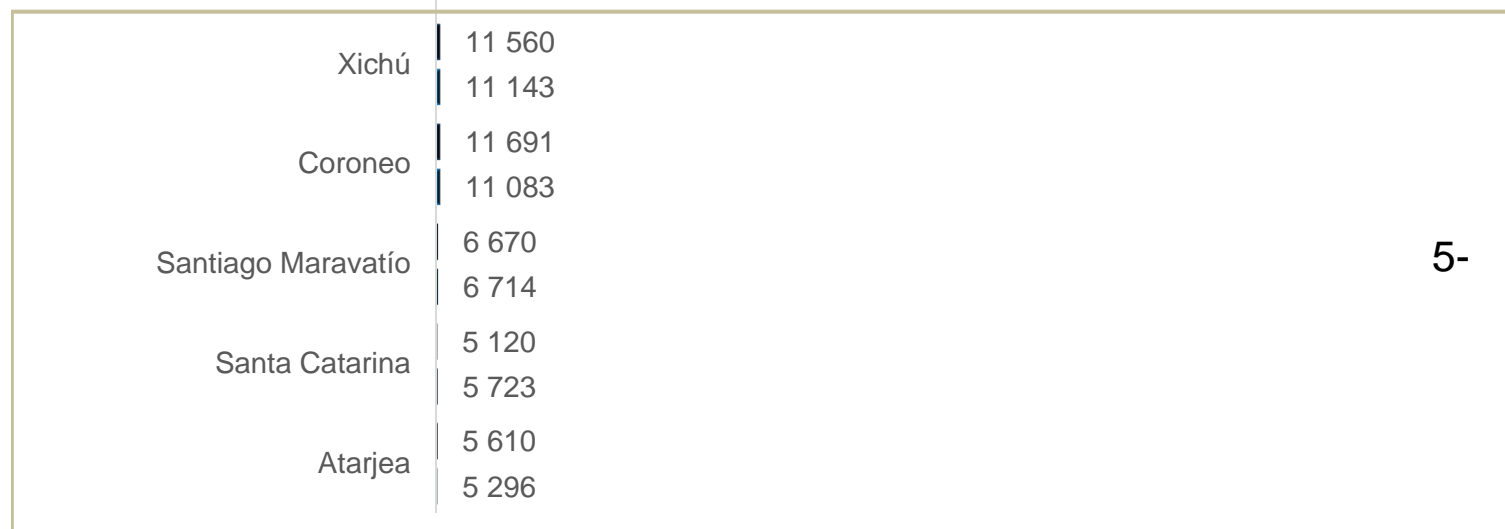 11 560
Xichú
11 143
11 691
Coroneo
11 083
6 670
Santiago Maravatío
5-
6 714
5 120
Santa Catarina
5 723
5 610
Atarjea
5 296